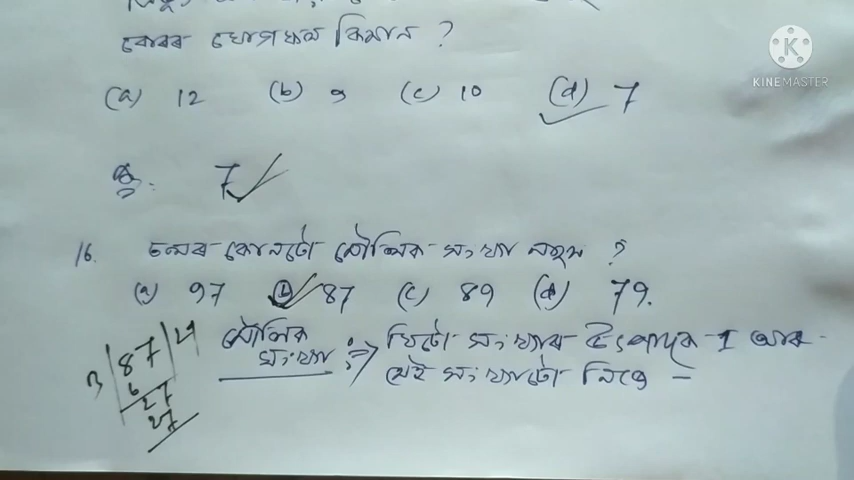 কোবৰ যোগফল কিমান ?
(a) 12 (b) 9 (c) 10 (d) 7
KINEMASTER
উঃ 7
16. তলৰ কোনটো মৌলিক সংখ্যা নহয় ?
(a) 97 (b) 87 (c) 89 (d) 79.
3 | 87 | 29
6
27
27
মৌলিক সংখ্যা :⇒ যিটো সংখ্যাৰ উৎপাদক 1 আৰু
সেই সংখ্যাটো নিজে -